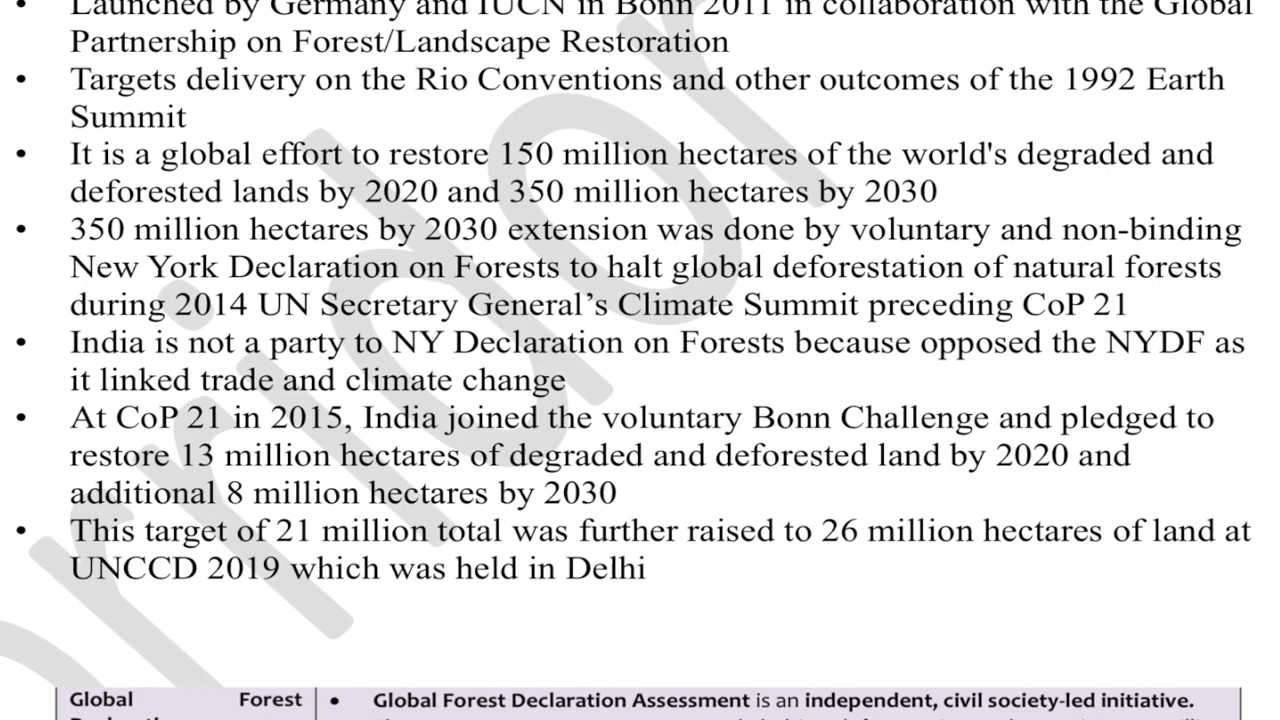 Launched by Germany and IUCN in Bonn 2011 in collaboration with the Global
Partnership on Forest/Landscape Restoration
• Targets delivery on the Rio Conventions and other outcomes of the 1992 Earth
Summit
• It is a global effort to restore 150 million hectares of the world's degraded and
deforested lands by 2020 and 350 million hectares by 2030
• 350 million hectares by 2030 extension was done by voluntary and non-binding
New York Declaration on Forests to halt global deforestation of natural forests
during 2014 UN Secretary General’s Climate Summit preceding CoP 21
• India is not a party to NY Declaration on Forests because opposed the NYDF as
it linked trade and climate change
• At CoP 21 in 2015, India joined the voluntary Bonn Challenge and pledged to
restore 13 million hectares of degraded and deforested land by 2020 and
additional 8 million hectares by 2030
• This target of 21 million total was further raised to 26 million hectares of land at
UNCCD 2019 which was held in Delhi
Global Forest • Global Forest Declaration Assessment is an independent, civil society-led initiative.